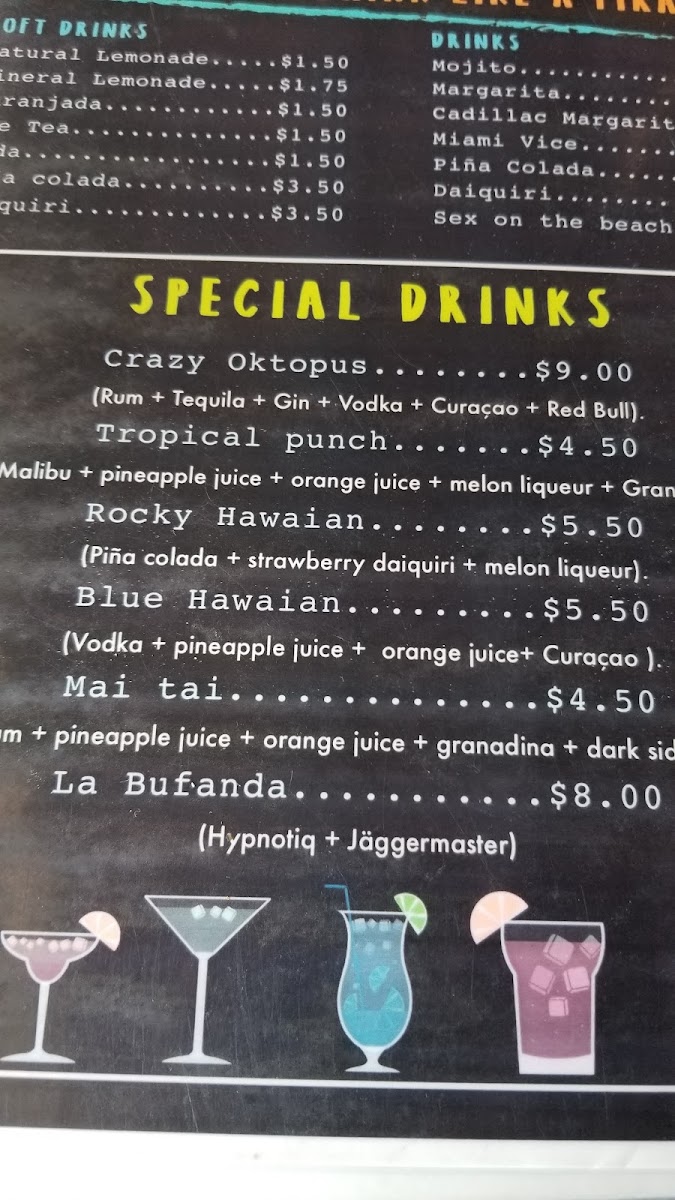 LIKE A
OFT DRINKS
atural Lemonade.....$1.50
ineral Lemonade.....$1.75
ranjada............$1.50
e Tea..............$1.50
da.................$1.50
a colada..........$3.50
quiri.............$3.50
DRINKS
Mojito...........
Margarita........
Cadillac Margarit
Miami Vice.......
Piña Colada......
Daiquiri.........
Sex on the beach
SPECIAL DRINKS
Crazy Oktopus........$9.00
(Rum + Tequila + Gin + Vodka + Curaçao + Red Bull).
Tropical punch.......$4.50
Malibu + pineapple juice + orange juice + melon liqueur + Gran
Rocky Hawaian........$5.50
(Piña colada + strawberry daiquiri + melon liqueur).
Blue Hawaian.........$5.50
(Vodka + pineapple juice + orange juice+ Curaçao ).
Mai tai..............$4.50
um + pineapple juice + orange juice + granadina + dark sid
La Bufanda...........$8.00
(Hypnotiq + Jäggermaster)